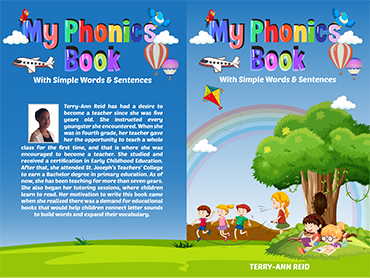 My Phonics
Book
With Simple Words & Sentences
Terry-Ann Reid has had a desire to
become a teacher since she was five
years old. She instructed every
youngster she encountered. When she
was in fourth grade, her teacher gave
her the opportunity to teach a whole
class for the first time, and that is where she was
encouraged to become a teacher. She studied and
received a certification in Early Childhood Education.
After that, she attended St. Joseph's Teachers' College
to earn a Bachelor degree in primary education. As of
now, she has been teaching for more than seven years.
She also began her tutoring sessions, where children
learn to read. Her motivation to write this book came
when she realized there was a demand for educational
books that would help children connect letter sounds
to build words and expand their vocabulary.
My Phonics
Book
With Simple Words & Sentences
TERRY-ANN REID